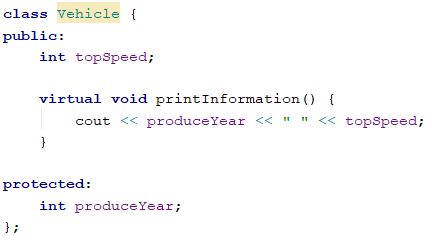 class Vehicle {
public:
    int topSpeed;

    virtual void printInformation() {
        cout << produceYear << " " << topSpeed;
    }

protected:
    int produceYear;
};